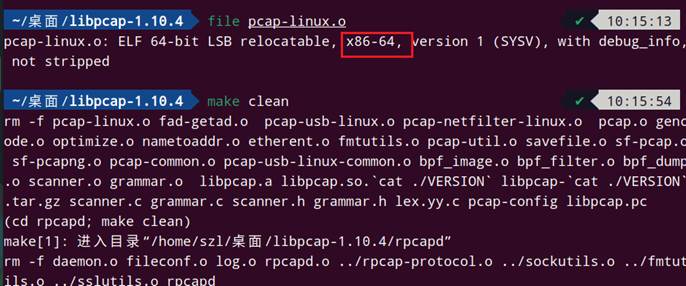 ~/桌面/libpcap-1.10.4 file pcap-linux.o ✔ 10:15:13
pcap-linux.o: ELF 64-bit LSB relocatable, x86-64, version 1 (SYSV), with debug_info,
not stripped
~/桌面/libpcap-1.10.4 make clean ✔ 10:15:54
rm -f pcap-linux.o fad-getad.o pcap-usb-linux.o pcap-netfilter-linux.o pcap.o genc
ode.o optimize.o nametoaddr.o etherent.o fmtutils.o pcap-util.o savefile.o sf-pcap.o
sf-pcapng.o pcap-common.o pcap-usb-linux-common.o bpf_image.o bpf_filter.o bpf_dump
.o scanner.o grammar.o libpcap.a libpcap.so.`cat ./VERSION` libpcap-`cat ./VERSION`
.tar.gz scanner.c grammar.c scanner.h grammar.h lex.yy.c pcap-config libpcap.pc
(cd rpcapd; make clean)
make[1]: 进入目录“/home/szl/桌面/libpcap-1.10.4/rpcapd”
rm -f daemon.o fileconf.o log.o rpcapd.o ../rpcap-protocol.o ../sockutils.o ../fmtut
ils.o ../sslutils.o rpcapd